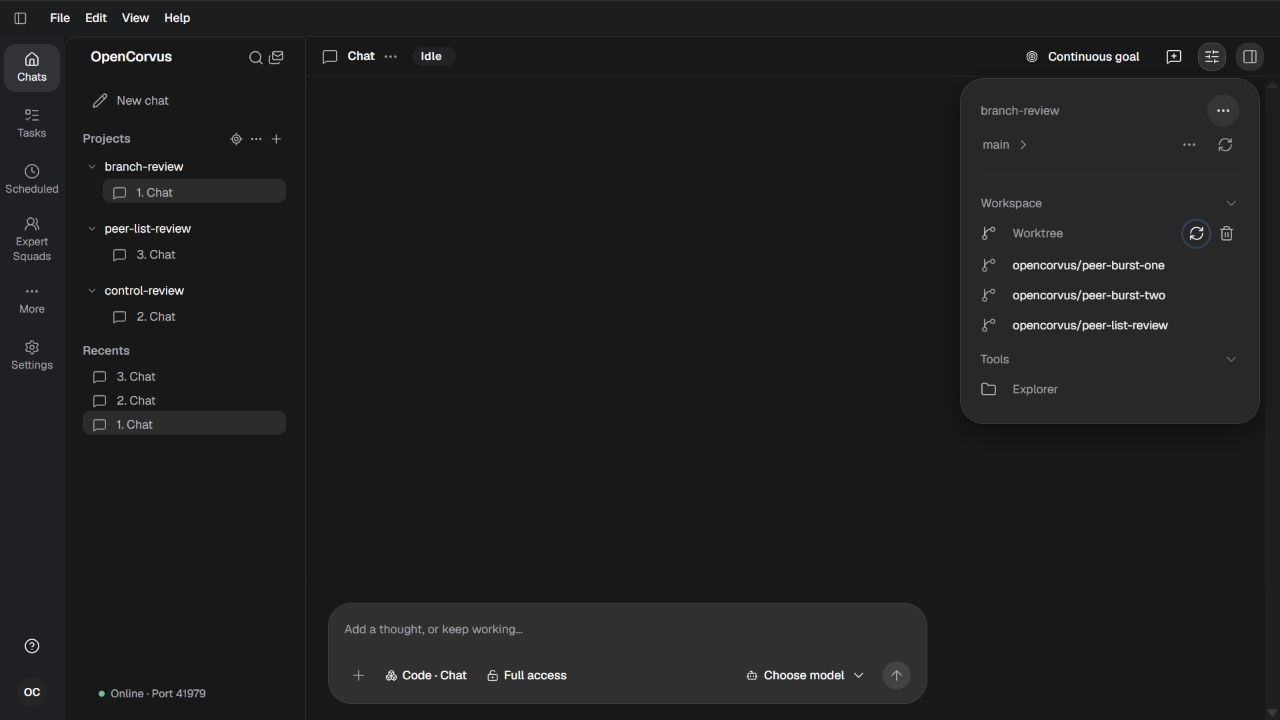 File Edit View Help
OpenCorvus
Chats
Tasks
Scheduled
Expert
Squads
More
Settings
OC
New chat
Projects
branch-review
1. Chat
peer-list-review
3. Chat
control-review
2. Chat
Recents
3. Chat
2. Chat
1. Chat
Online · Port 41979
Chat
Idle
Continuous goal
branch-review
main
Workspace
Worktree
opencorvus/peer-burst-one
opencorvus/peer-burst-two
opencorvus/peer-list-review
Tools
Explorer
Add a thought, or keep working...
Code · Chat Full access Choose model